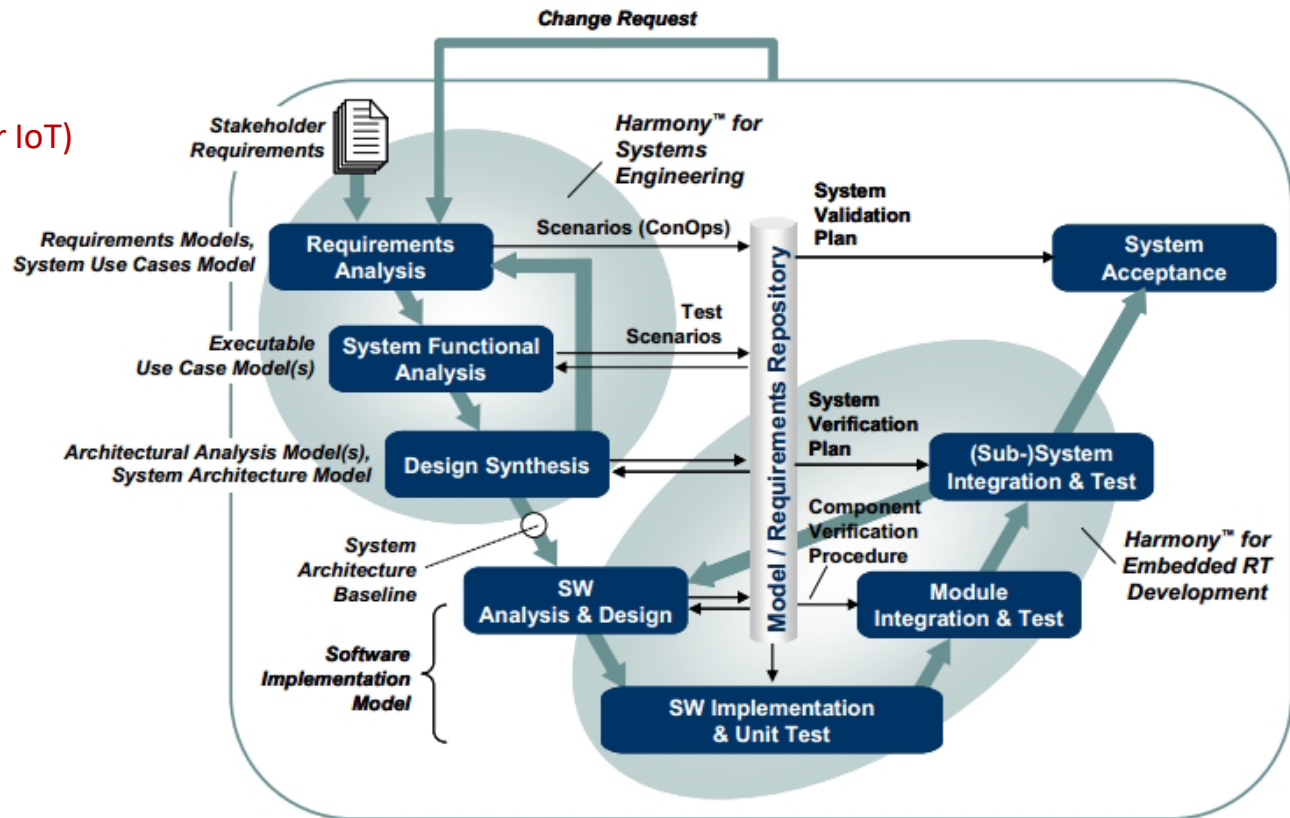 Change Request
r IoT)
Stakeholder
Requirements
Harmony™ for
Systems
Engineering
Requirements Models,
System Use Cases Model
Requirements
Analysis
Scenarios (ConOps)
System
Validation
Plan
System
Acceptance
Executable
Use Case Model(s)
System Functional
Analysis
Test
Scenarios
Model / Requirements Repository
Architectural Analysis Model(s),
System Architecture Model
Design Synthesis
System
Verification
Plan
(Sub-)System
Integration & Test
System
Architecture
Baseline
Component
Verification
Procedure
Harmony™ for
Embedded RT
Development
SW
Analysis & Design
Module
Integration & Test
Software
Implementation
Model
SW Implementation
& Unit Test